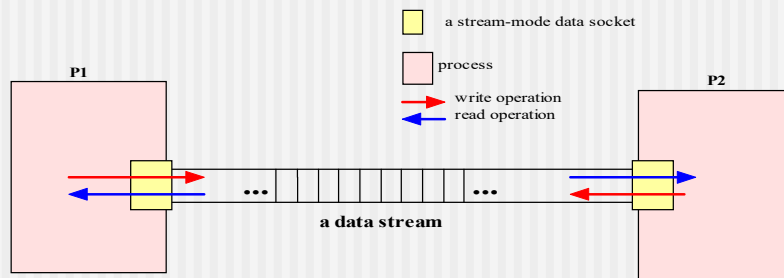 a stream-mode data socket
process
P1
P2
write operation
read operation
...
...
a data stream